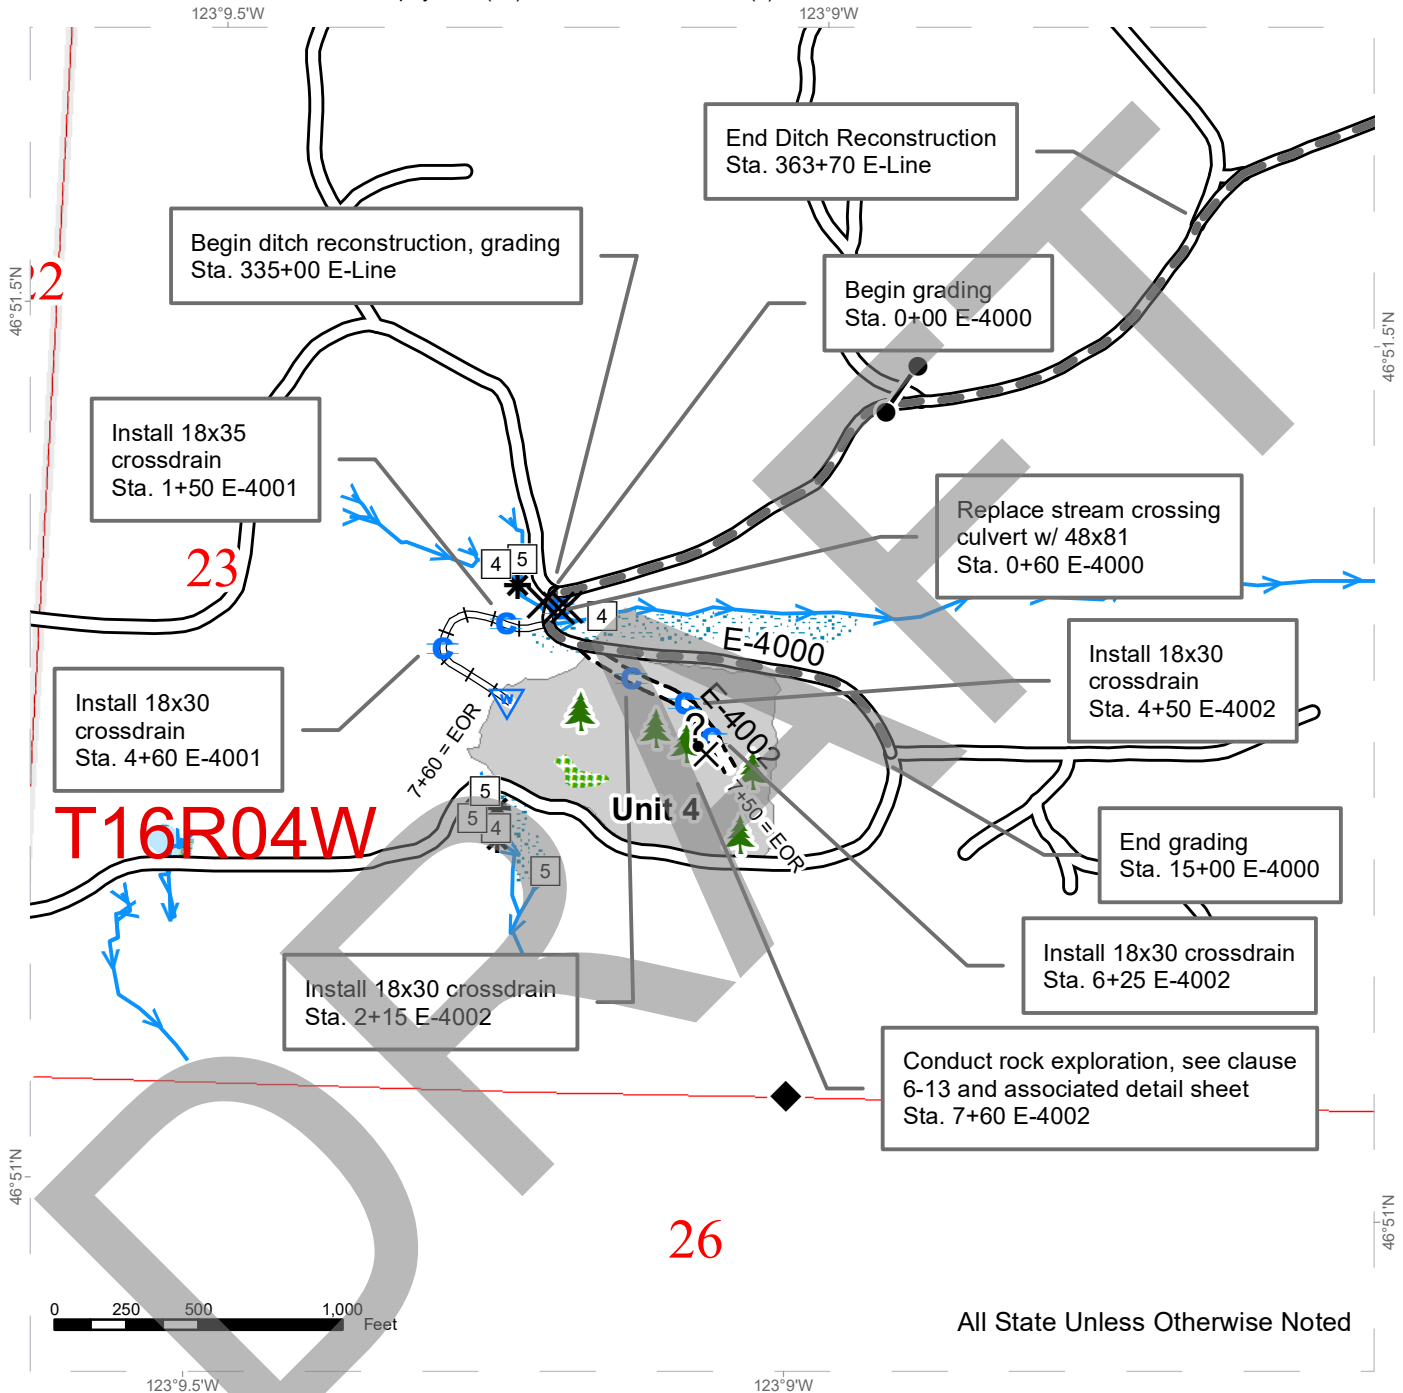 123°9.5'W
123°9'W
End Ditch Reconstruction
Sta. 363+70 E-Line
Begin ditch reconstruction, grading
Sta. 335+00 E-Line
22
46°51.5'N
Begin grading
Sta. 0+00 E-4000
46°51.5'N
Install 18x35
crossdrain
Sta. 1+50 E-4001
Replace stream crossing
culvert w/ 48x81
Sta. 0+60 E-4000
23
4
5
4
C
C
E-4000
Install 18x30
crossdrain
Sta. 4+50 E-4002
Install 18x30
crossdrain
Sta. 4+60 E-4001
C
C
C
W
E-4002
7+60 = EOR
7+50 = EOR
Unit 4
5
5
4
5
T16R04W
End grading
Sta. 15+00 E-4000
Install 18x30 crossdrain
Sta. 6+25 E-4002
Install 18x30 crossdrain
Sta. 2+15 E-4002
Conduct rock exploration, see clause
6-13 and associated detail sheet
Sta. 7+60 E-4002
46°51'N
46°51'N
26
DRAFT
0 250 500 1,000
Feet
All State Unless Otherwise Noted
123°9.5'W
123°9'W